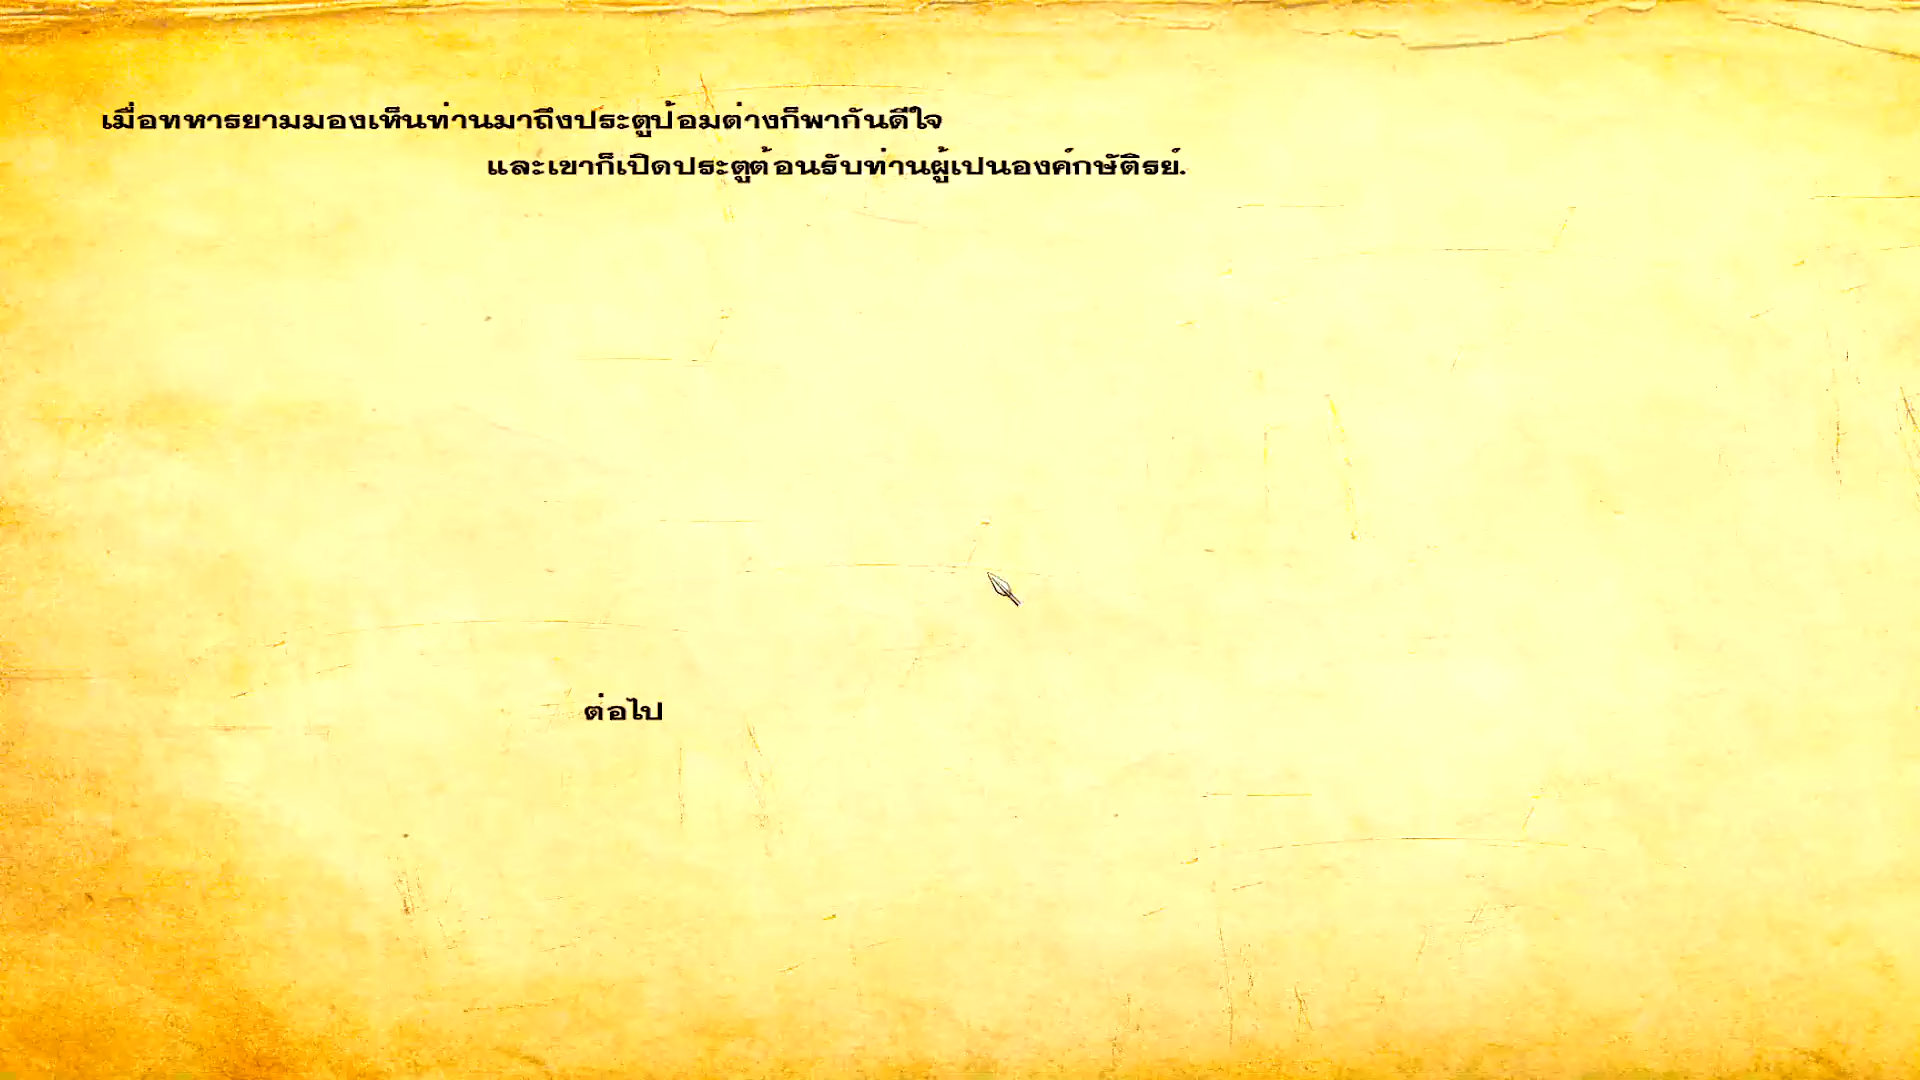 เมื่อทหารยามมองเห็นท่านมาถึงประตูป้อมต่างก็พากันดีใจ
และเขาก็เปิดประตูต้อนรับท่านผู้เปนองค์กษัติรย์.
ต่อไป